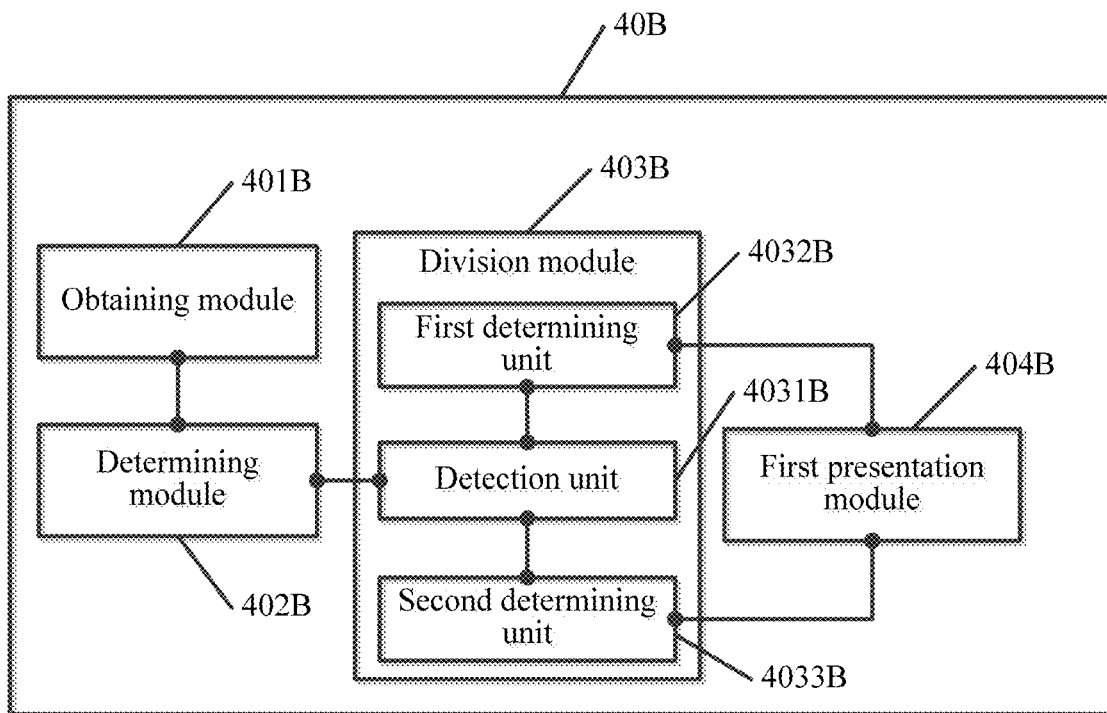 40B
401B
403B
Obtaining module
Division module
4032B
First determining
unit
404B
4031B
Determining
module
Detection unit
First presentation
module
402B
Second determining
unit
4033B